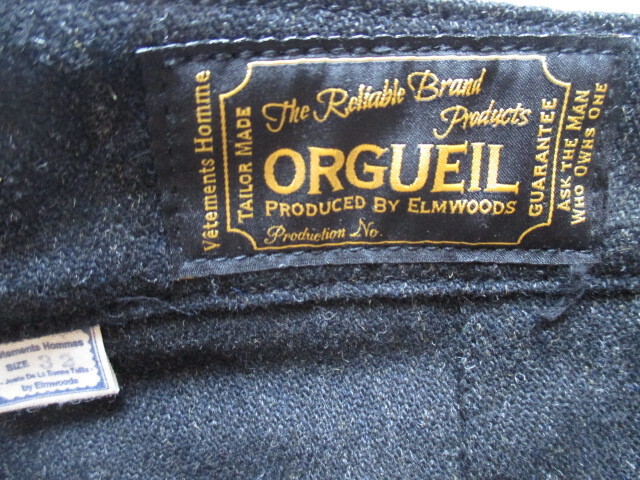 Vêtements Homme
TAILOR MADE
The Reliable Brand
Products
ORGUEIL
PRODUCED BY ELMWOODS
Production No.
GUARANTEE
ASK THE MAN
WHO OWNS ONE
Hommes
SIZE 32
by Elmwoods